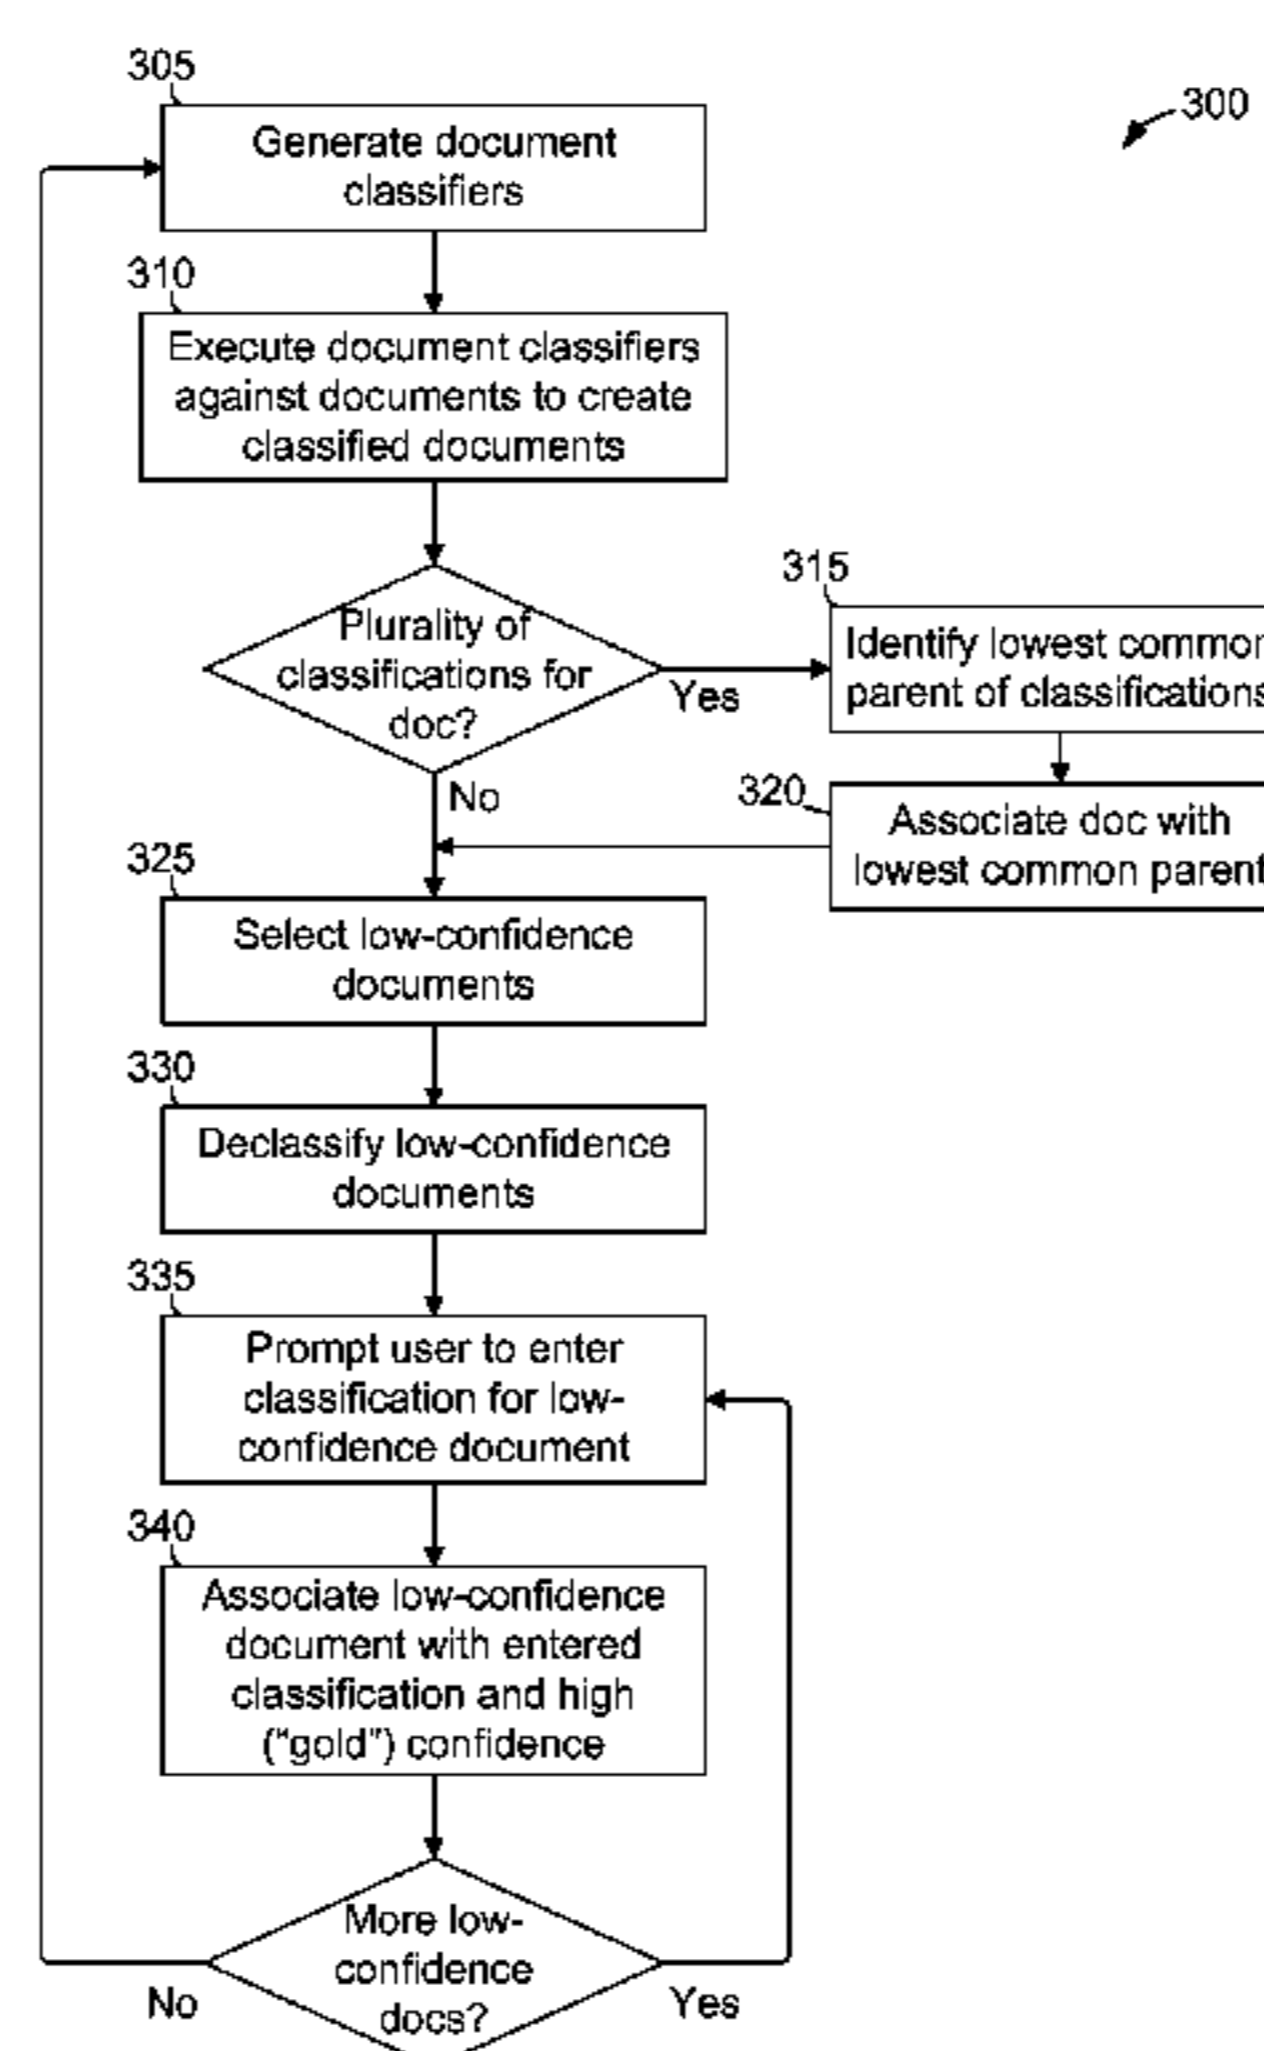 305
300
Generate document
classifiers
310
Execute document classifiers
against documents to create
classified documents
Plurality of
classifications for
doc?
Yes
No
315
Identify lowest common
parent of classifications
320
Associate doc with
lowest common parent
325
Select low-confidence
documents
330
Declassify low-confidence
documents
335
Prompt user to enter
classification for low-
confidence document
340
Associate low-confidence
document with entered
classification and high
("gold") confidence
More low-
confidence
docs?
No
Yes